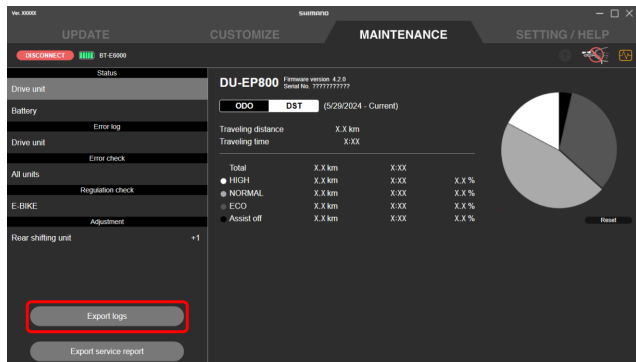 Ver. XXXXX
SHIMANO
UPDATE
CUSTOMIZE
MAINTENANCE
SETTING / HELP
DISCONNECT
BT-E6000
Status
Drive unit
Battery
Error log
Drive unit
Error check
All units
Regulation check
E-BIKE
Adjustment
Rear shifting unit +1
Export logs
Export service report
DU-EP800
Firmware version 4.2.0
Serial No. ???????????
ODO DST (5/29/2024 - Current)
Traveling distance X.X km
Traveling time X:XX
Total X.X km X:XX
HIGH X.X km X:XX X.X %
NORMAL X.X km X:XX X.X %
ECO X.X km X:XX X.X %
Assist off X.X km X:XX X.X %
Reset